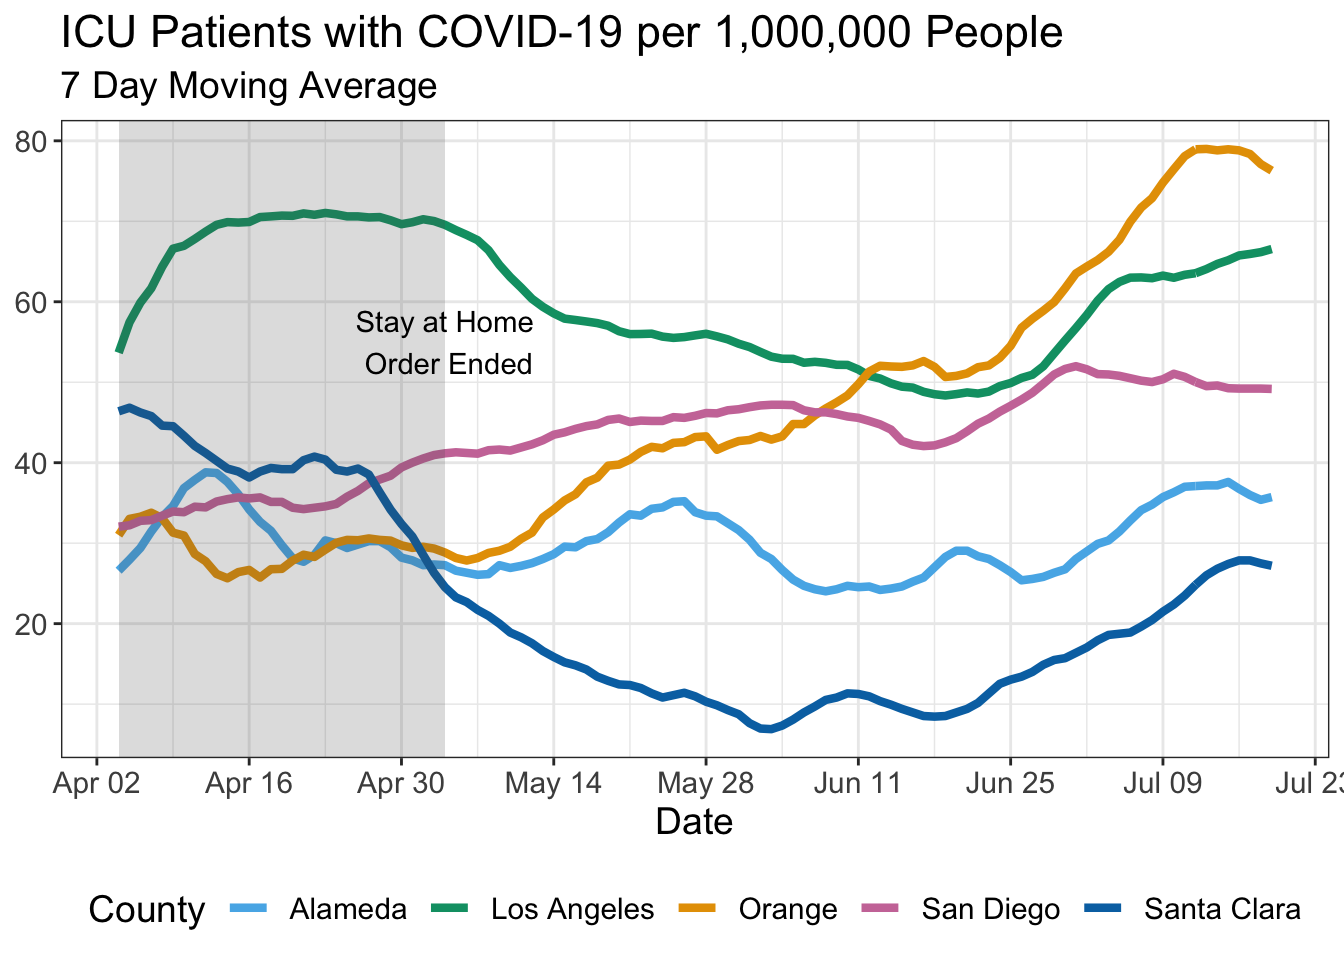 ICU Patients with COVID-19 per 1,000,000 People
7 Day Moving Average
80
60
40
20
Stay at Home
Order Ended
Apr 02 Apr 16 Apr 30 May 14 May 28 Jun 11 Jun 25 Jul 09 Jul 23
Date
County Alameda Los Angeles Orange San Diego Santa Clara